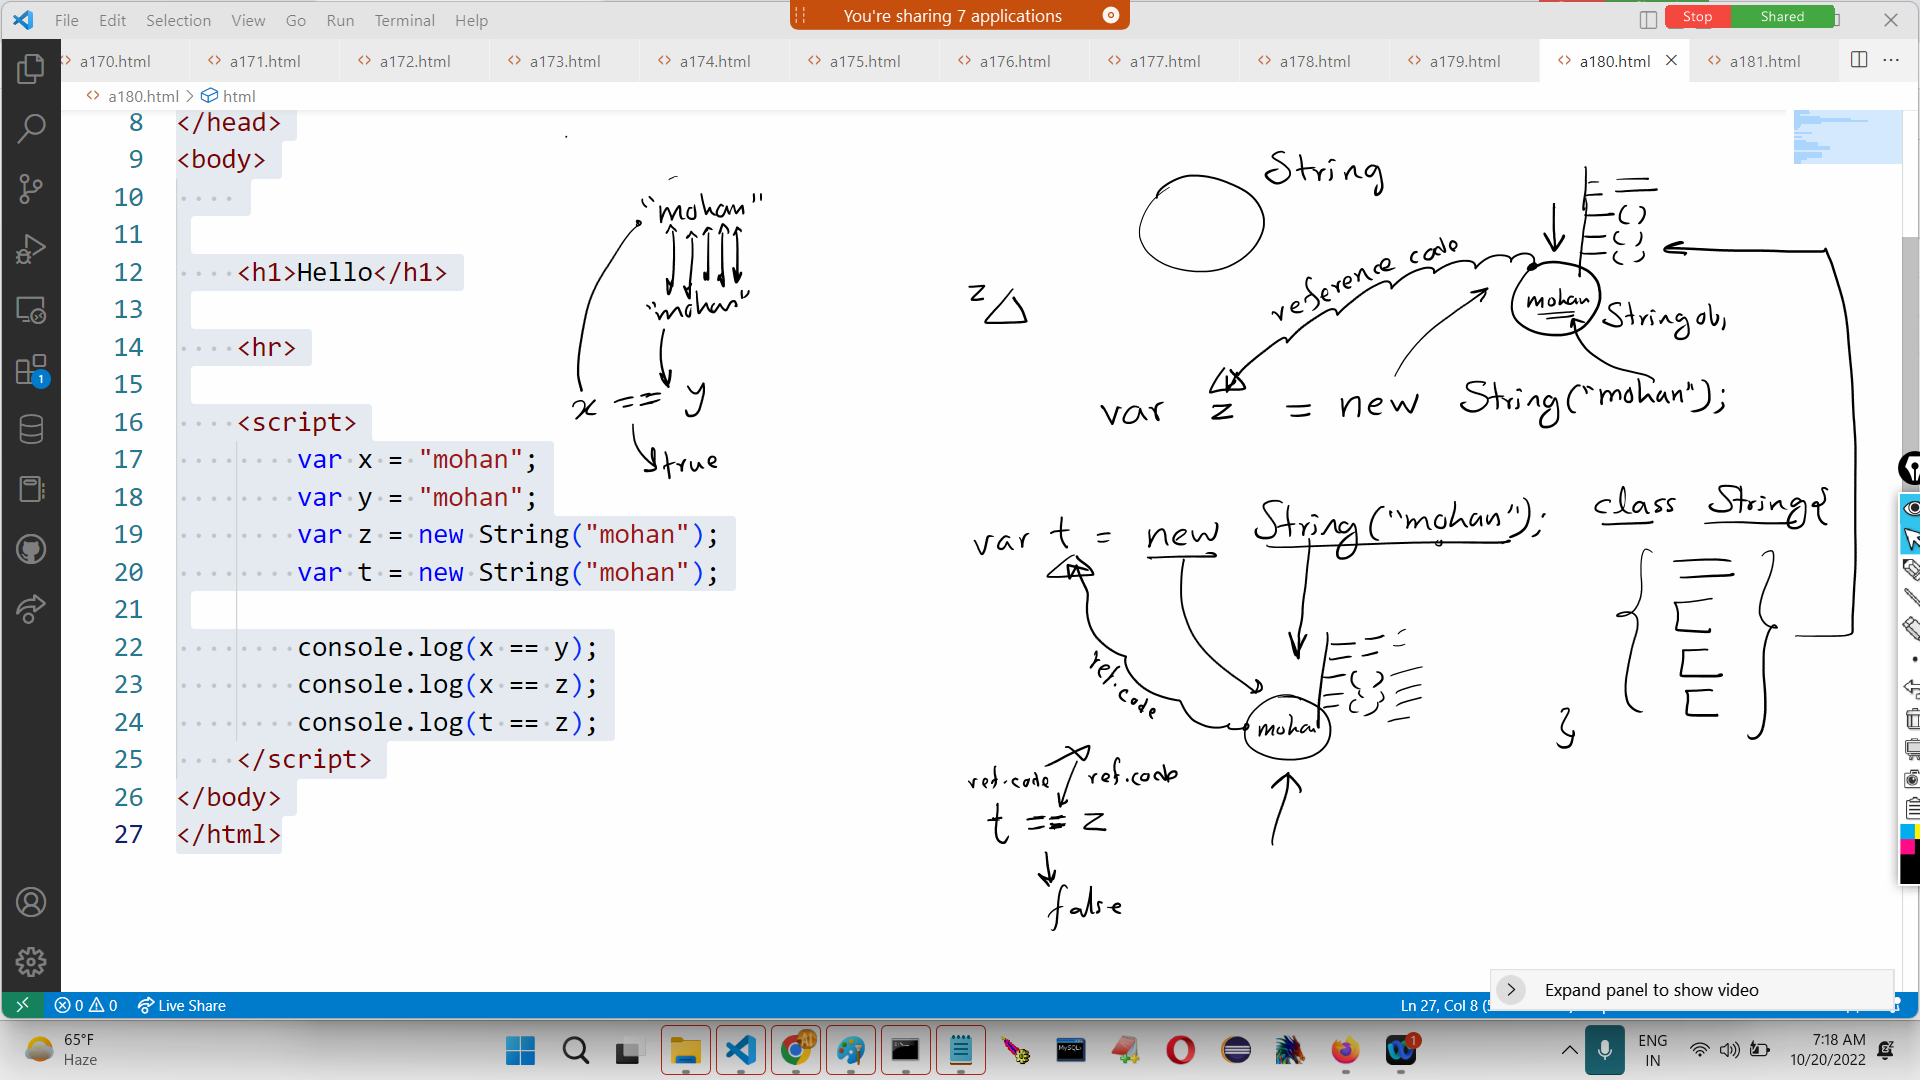 File Edit Selection View Go Run Terminal Help
You're sharing 7 applications
Stop Shared
a170.html a171.html a172.html a173.html a174.html a175.html a176.html a177.html a178.html a179.html a180.html a181.html
a180.html > html
8 </head>
9 <body>
10
11
12 <h1>Hello</h1>
13
14 <hr>
15
16 <script>
17 var x = "mohan";
18 var y = "mohan";
19 var z = new String("mohan");
20 var t = new String("mohan");
21
22 console.log(x == y);
23 console.log(x == z);
24 console.log(t == z);
25 </script>
26 </body>
27 </html>
"mohan"
"mohan"
x == y
true
String
z
reference code
mohan
String obj
var z = new String("mohan");
var t = new String("mohan");
class String{
}
ref.code
mohan
ref.code ref.code
t == z
false
1
0 0 Live Share
Ln 27, Col 8
Expand panel to show video
65°F
Haze
MySQL
1
ENG
IN
7:18 AM
10/20/2022